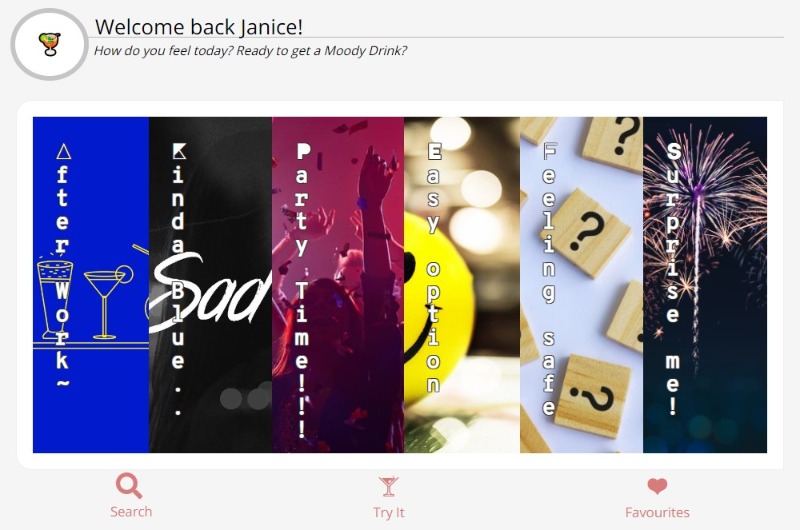 Welcome back Janice!
How do you feel today? Ready to get a Moody Drink?
After Work~
Kinda Blue..
Sad
Party Time!!!
Easy option
Feeling safe
?
?
?
Surprise me!
Search
Try It
Favourites